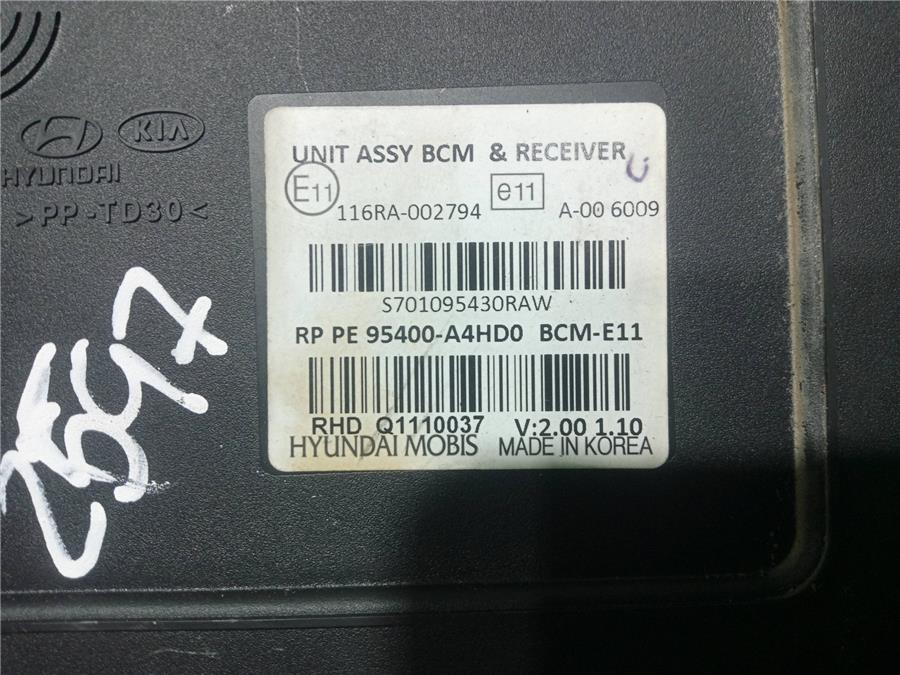 KIA
HYUNDAI
>PP-TD30<
UNIT ASSY BCM & RECEIVER
E11
e11
116RA-002794
A-00 6009
S701095430RAW
RP PE 95400-A4HD0 BCM-E11
RHD Q1110037 V:2.00 1.10
HYUNDAI MOBIS MADE IN KOREA